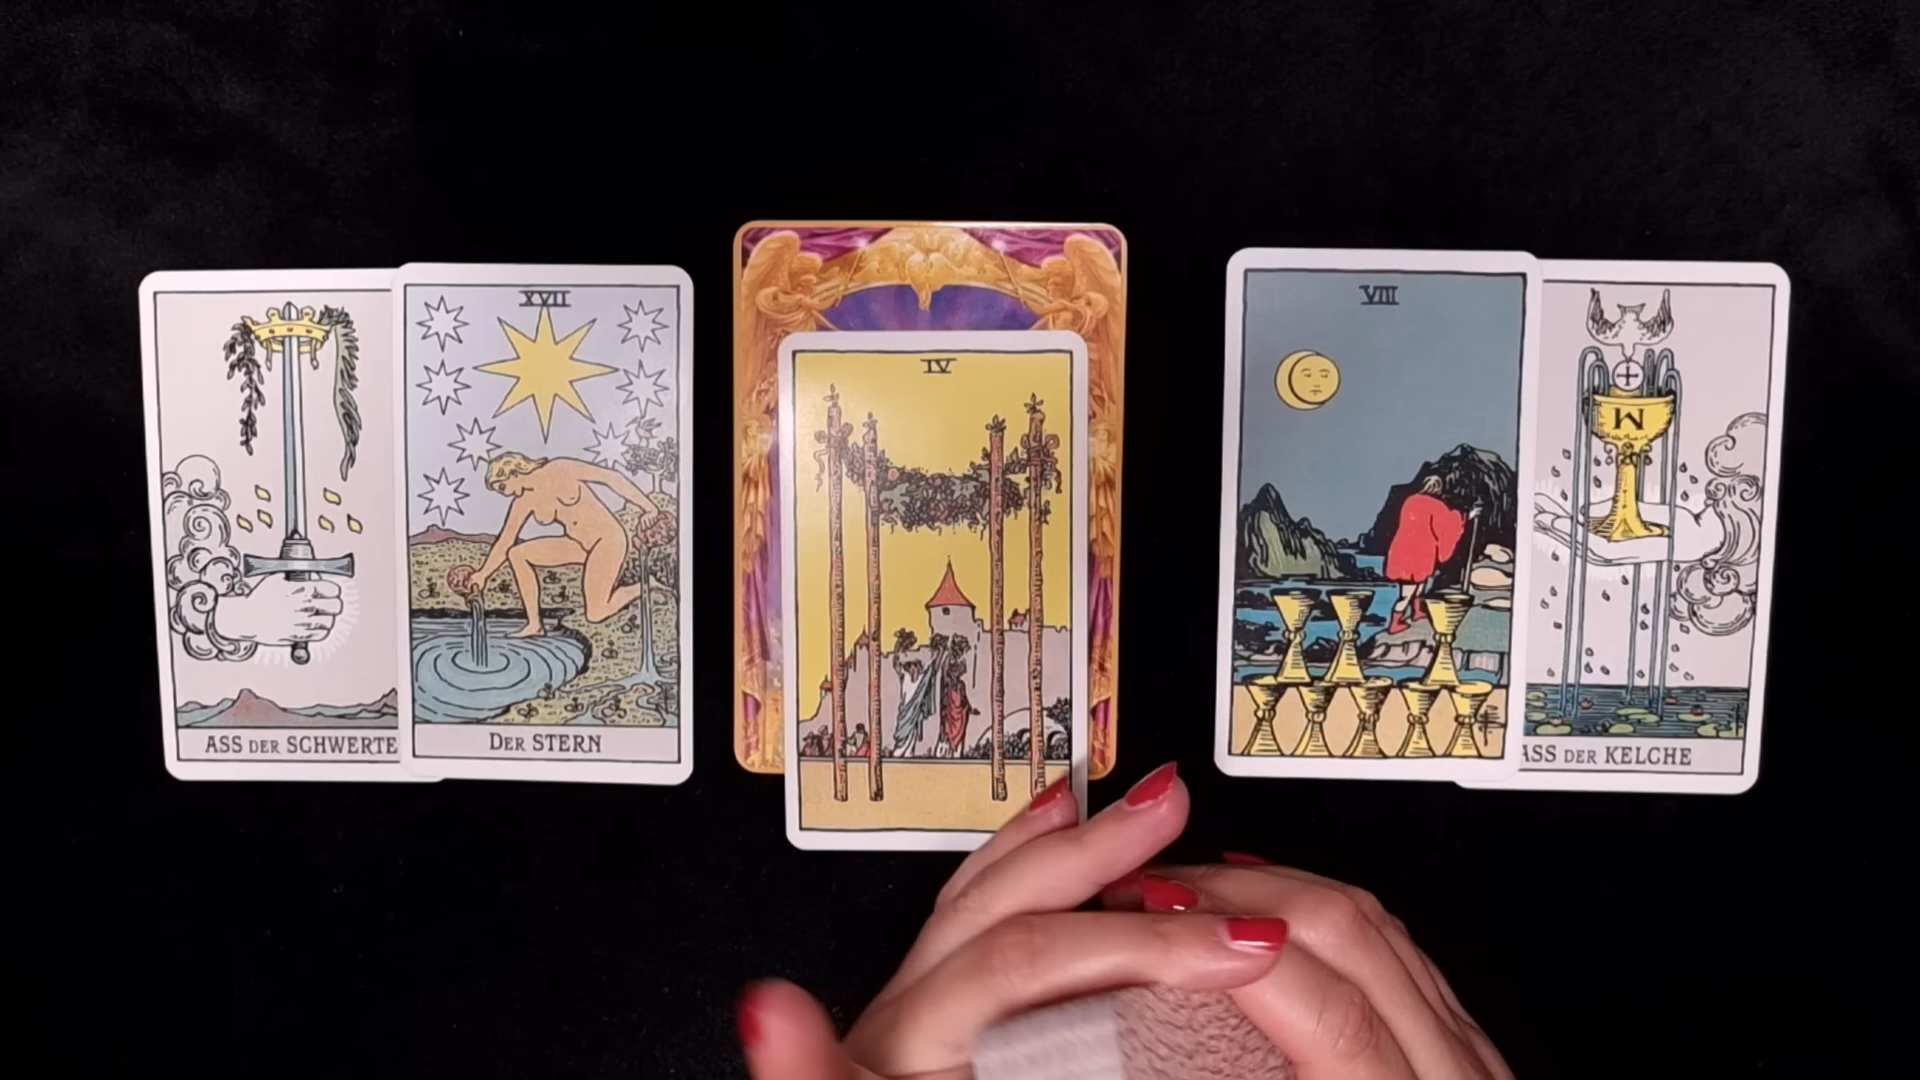 ASS DER SCHWERTE
XVII
DER STERN
IV
VIII
ASS DER KELCHE